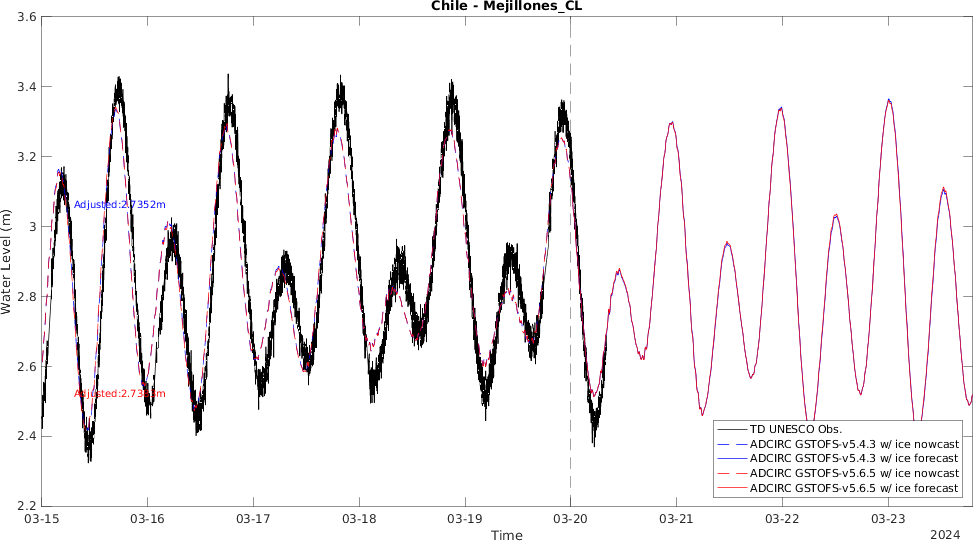 Chile - Mejillones_CL
3.6
3.4
3.2
3
2.8
2.6
2.4
2.2
Water Level (m)
Adjusted:2.7352m
TD UNESCO Obs.
ADCIRC GSTOFS-v5.4.3 w/ ice nowcast
ADCIRC GSTOFS-v5.4.3 w/ ice forecast
ADCIRC GSTOFS-v5.6.5 w/ ice nowcast
ADCIRC GSTOFS-v5.6.5 w/ ice forecast
03-15
03-16
03-17
03-18
03-19
03-20
03-21
03-22
03-23
Time
2024